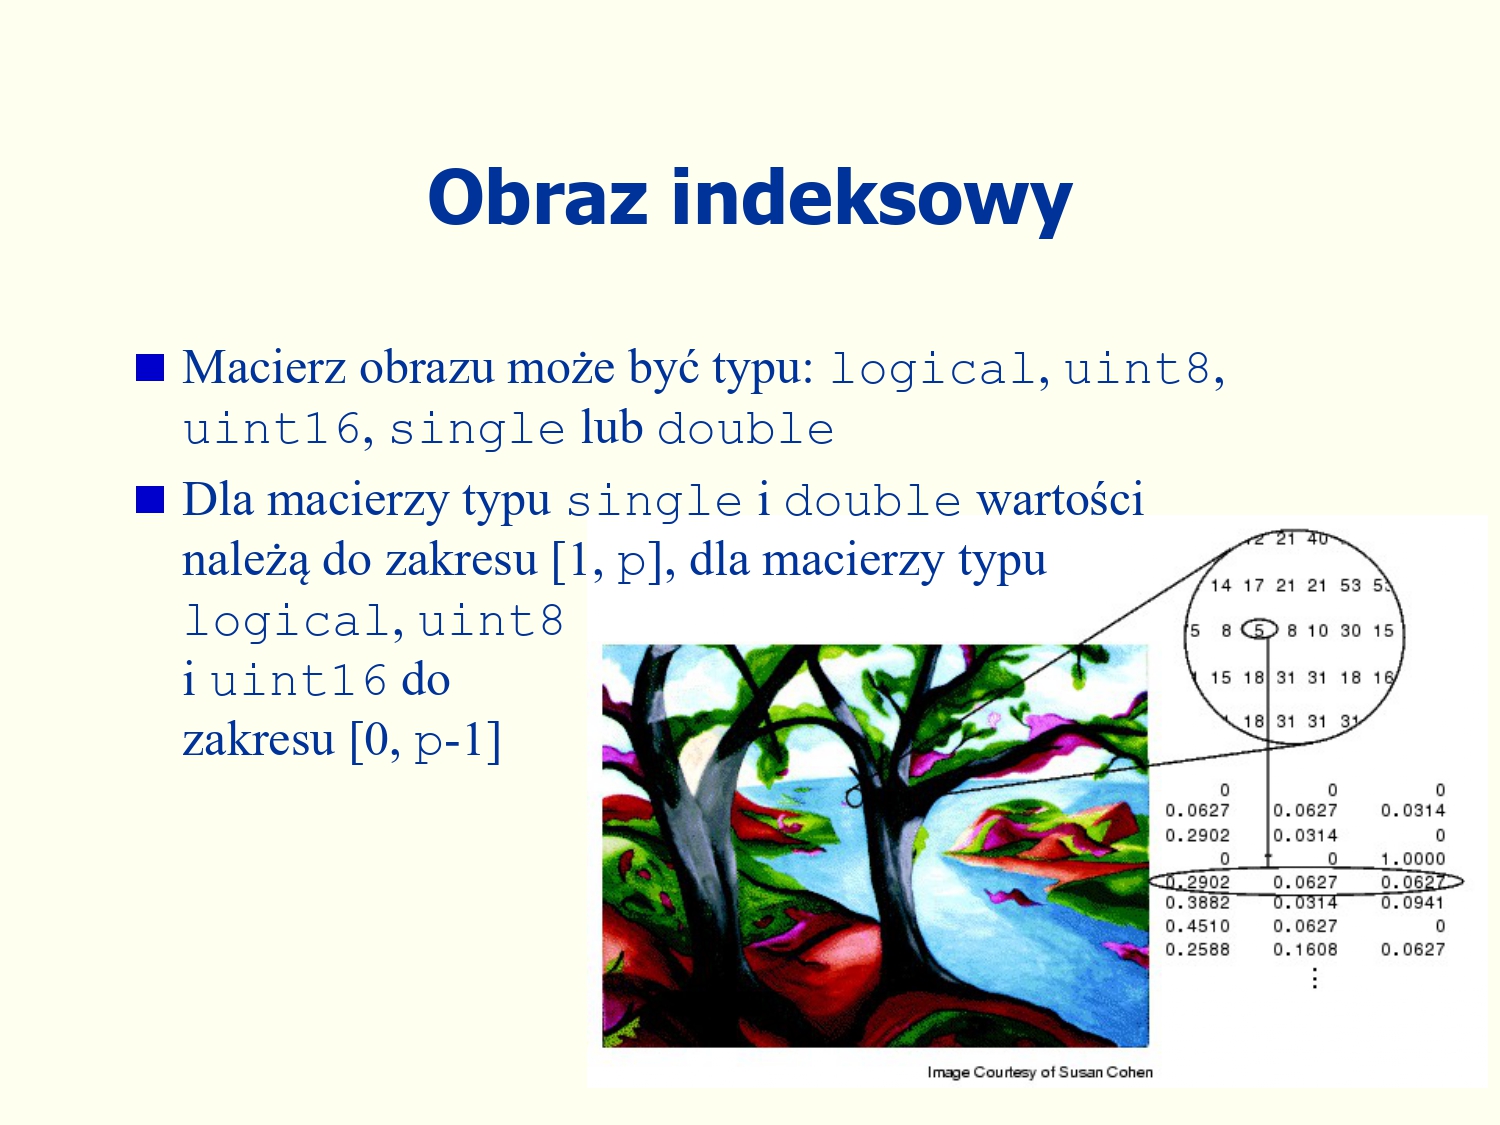 Obraz indeksowy
Macierz obrazu może być typu: logical, uint8,
uint16, single lub double
Dla macierzy typu single i double wartości
należą do zakresu [1, p], dla macierzy typu
logical, uint8
i uint16 do
zakresu [0, p-1]
21 40
14 17 21 21 53
5 8 5 8 10 30 15
15 18 31 31 18 16
18 31 31 31
0 0 0
0.0627 0.0627 0.0314
0.2902 0.0314 0
0 0 1.0000
0.2902 0.0627 0.0627
0.3882 0.0314 0.0941
0.4510 0.0627 0
0.2588 0.1608 0.0627
⋮
Image Courtesy of Susan Cohen